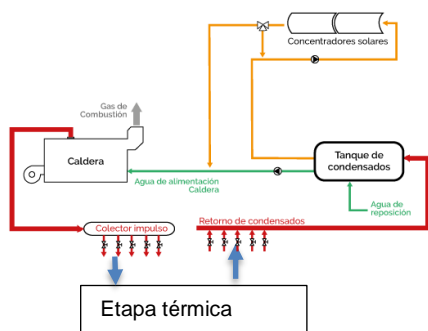 Concentradores solares
Gas de
Combustión
Caldera
Tanque de
condensados
Agua de alimentación
Caldera
Agua de
reposición
Colector impulso
Retorno de condensados
Etapa térmica